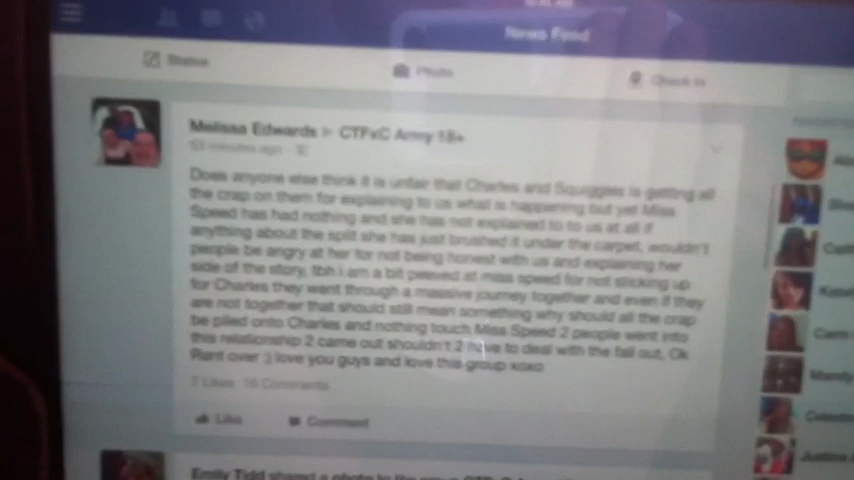 News Feed
Status
Photo
Check In
Melissa Edwards ▶ CTFxC Army 18+
53 minutes ago
Does anyone else think it is unfair that Charles and Squiggles is getting all
the crap on them for explaining to us what is happening but yet Miss
Speed has had nothing and she has not explained to to us at all if
anything about the split she has just brushed it under the carpet, wouldn't
people be angry at her for not being honest with us and explaining her
side of the story, tbh i am a bit peeved at miss speed for not sticking up
for Charles they went through a massive journey together and even if they
are not together that should still mean something why should all the crap
be piled onto Charles and nothing touch Miss Speed 2 people went into
this relationship 2 came out shouldn't 2 have to deal with the fall out, Ok
Rant over :) love you guys and love this group xoxo
7 Likes 16 Comments
Like
Comment
Emily Tidd shared a photo to the group